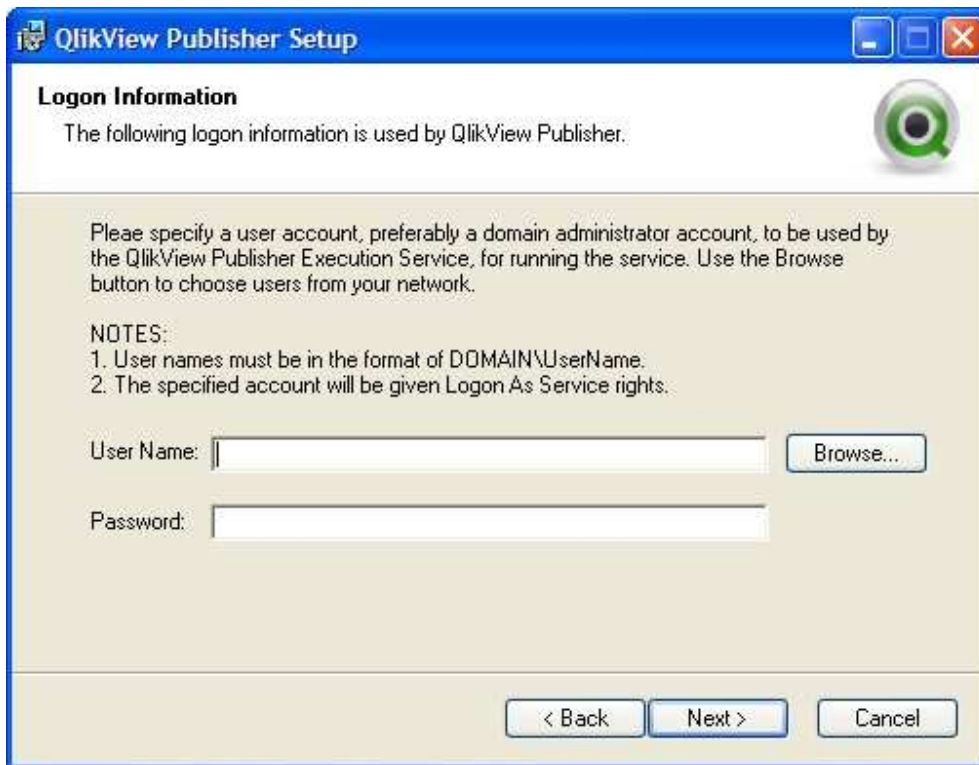 QlikView Publisher Setup
Logon Information
The following logon information is used by QlikView Publisher.
Pleae specify a user account, preferably a domain administrator account, to be used by
the QlikView Publisher Execution Service, for running the service. Use the Browse
button to choose users from your network.
NOTES:
1. User names must be in the format of DOMAIN\UserName.
2. The specified account will be given Logon As Service rights.
User Name:
Browse...
Password:
< Back
Next >
Cancel